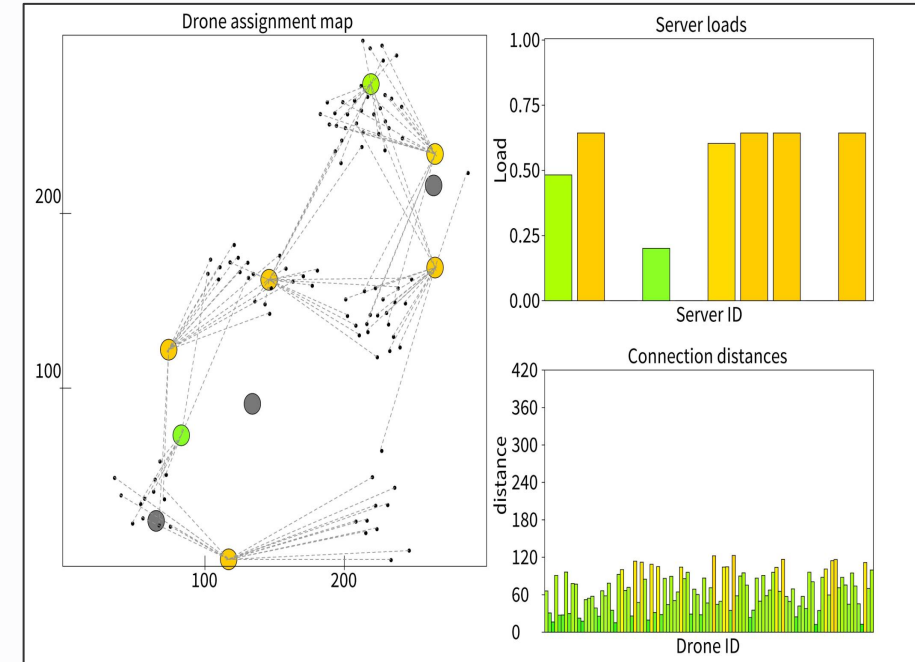 Drone assignment map
200
100
100
200
Server loads
1.00
0.75
0.50
0.25
0.00
Load
Server ID
Connection distances
420
360
300
240
180
120
60
0
distance
Drone ID